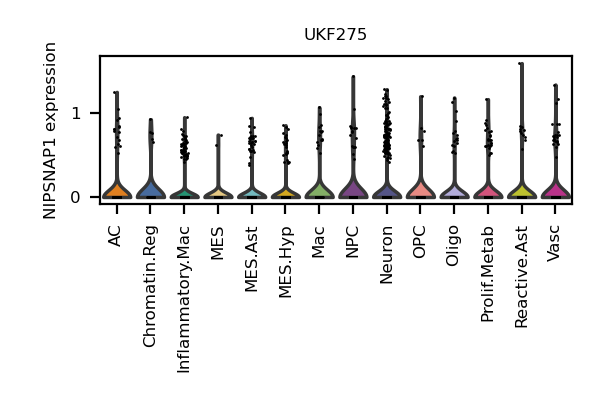 UKF275
NIPSNAP1 expression
1
0
AC
Chromatin.Reg
Inflammatory.Mac
MES
MES.Ast
MES.Hyp
Mac
NPC
Neuron
OPC
Oligo
Prolif.Metab
Reactive.Ast
Vasc